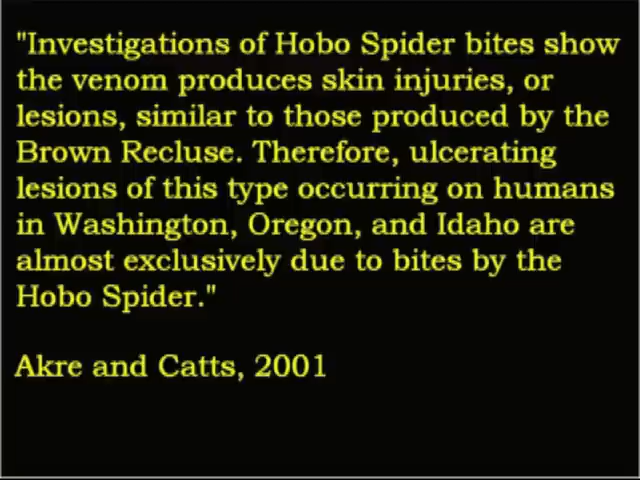 "Investigations of Hobo Spider bites show
the venom produces skin injuries, or
lesions, similar to those produced by the
Brown Recluse. Therefore, ulcerating
lesions of this type occurring on humans
in Washington, Oregon, and Idaho are
almost exclusively due to bites by the
Hobo Spider."
Akre and Catts, 2001